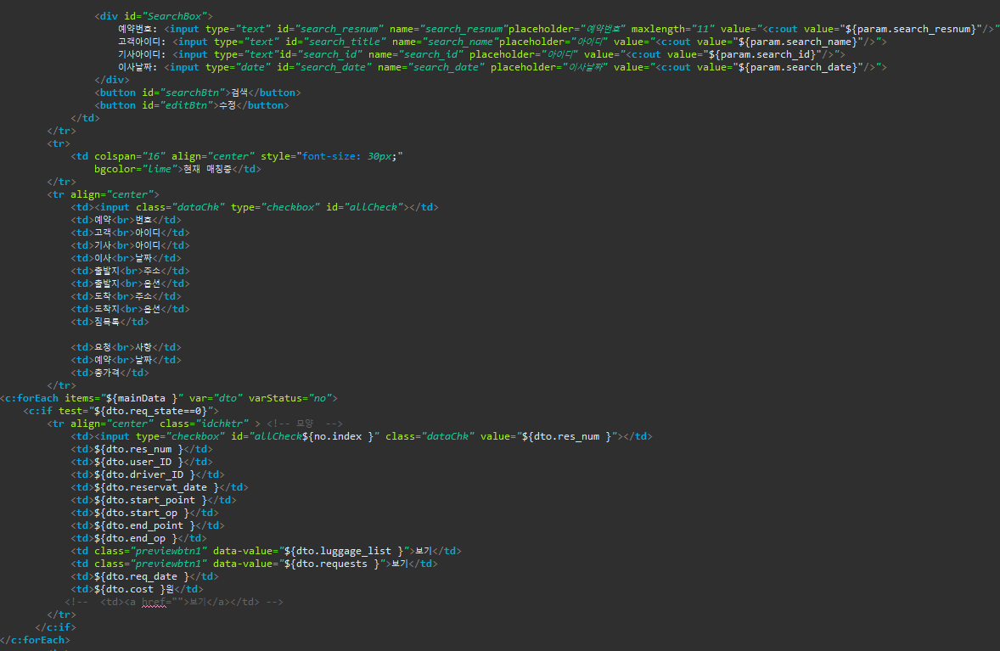 <div id="SearchBox">
예약번호: <input type="text" id="search_resnum" name="search_resnum"placeholder="예약번호" maxlength="11" value="<c:out value="${param.search_resnum}"/>"
고객아이디: <input type="text" id="search_title" name="search_name"placeholder="아이디" value="<c:out value="${param.search_name}"/>">
기사아이디: <input type="text"id="search_id" name="search_id" placeholder="아이디" value="<c:out value="${param.search_id}"/>">
이사날짜: <input type="date" id="search_date" name="search_date" placeholder="이사날짜" value="<c:out value="${param.search_date}"/>">
</div>
<button id="searchBtn">검색</button>
<button id="editBtn">수정</button>
</td>
</tr>
<tr>
<td colspan="16" align="center" style="font-size: 30px;"
bgcolor="lime">현재 매칭중</td>
</tr>
<tr align="center">
<td><input class="dataChk" type="checkbox" id="allCheck"></td>
<td>예약<br>번호</td>
<td>고객<br>아이디</td>
<td>기사<br>아이디</td>
<td>이사<br>날짜</td>
<td>출발지<br>주소</td>
<td>출발지<br>옵션</td>
<td>도착<br>주소</td>
<td>도착지<br>옵션</td>
<td>짐목록</td>
<td>요청<br>사항</td>
<td>예약<br>날짜</td>
<td>총가격</td>
</tr>
<c:forEach items="${mainData }" var="dto" varStatus="no">
<c:if test="${dto.req_state==0}">
<tr align="center" class="idchktr" > <!-- 모양  -->
<td><input type="checkbox" id="allCheck${no.index }" class="dataChk" value="${dto.res_num }"></td>
<td>${dto.res_num }</td>
<td>${dto.user_ID }</td>
<td>${dto.driver_ID }</td>
<td>${dto.reservat_date }</td>
<td>${dto.start_point }</td>
<td>${dto.start_op }</td>
<td>${dto.end_point }</td>
<td>${dto.end_op }</td>
<td class="previewbtn1" data-value="${dto.luggage_list }">보기</td>
<td class="previewbtn1" data-value="${dto.requests }">보기</td>
<td>${dto.req_date }</td>
<td>${dto.cost }원</td>
<!--  <td><a href="">보기</a></td> -->
</tr>
</c:if>
</c:forEach>